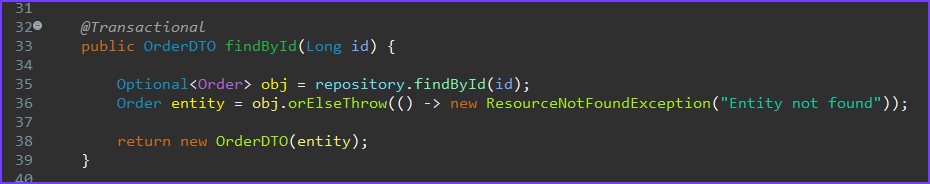 31
32 @Transactional
33 public OrderDTO findById(Long id) {
34
35 Optional<Order> obj = repository.findById(id);
36 Order entity = obj.orElseThrow(() -> new ResourceNotFoundException("Entity not found"));
37
38 return new OrderDTO(entity);
39 }
40